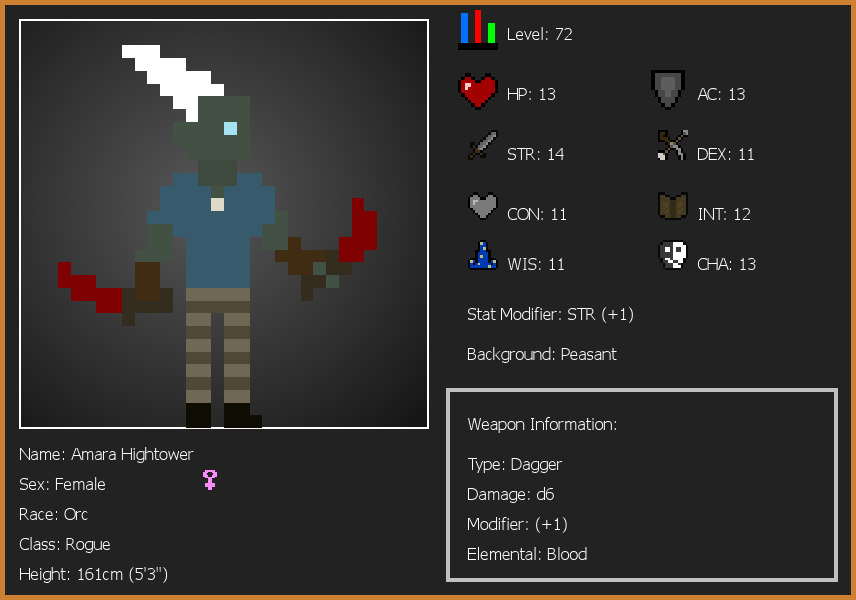 Level: 72
HP: 13
AC: 13
STR: 14
DEX: 11
CON: 11
INT: 12
WIS: 11
CHA: 13
Stat Modifier: STR (+1)
Background: Peasant
Weapon Information:
Type: Dagger
Damage: d6
Modifier: (+1)
Elemental: Blood
Name: Amara Hightower
Sex: Female
Race: Orc
Class: Rogue
Height: 161cm (5'3")